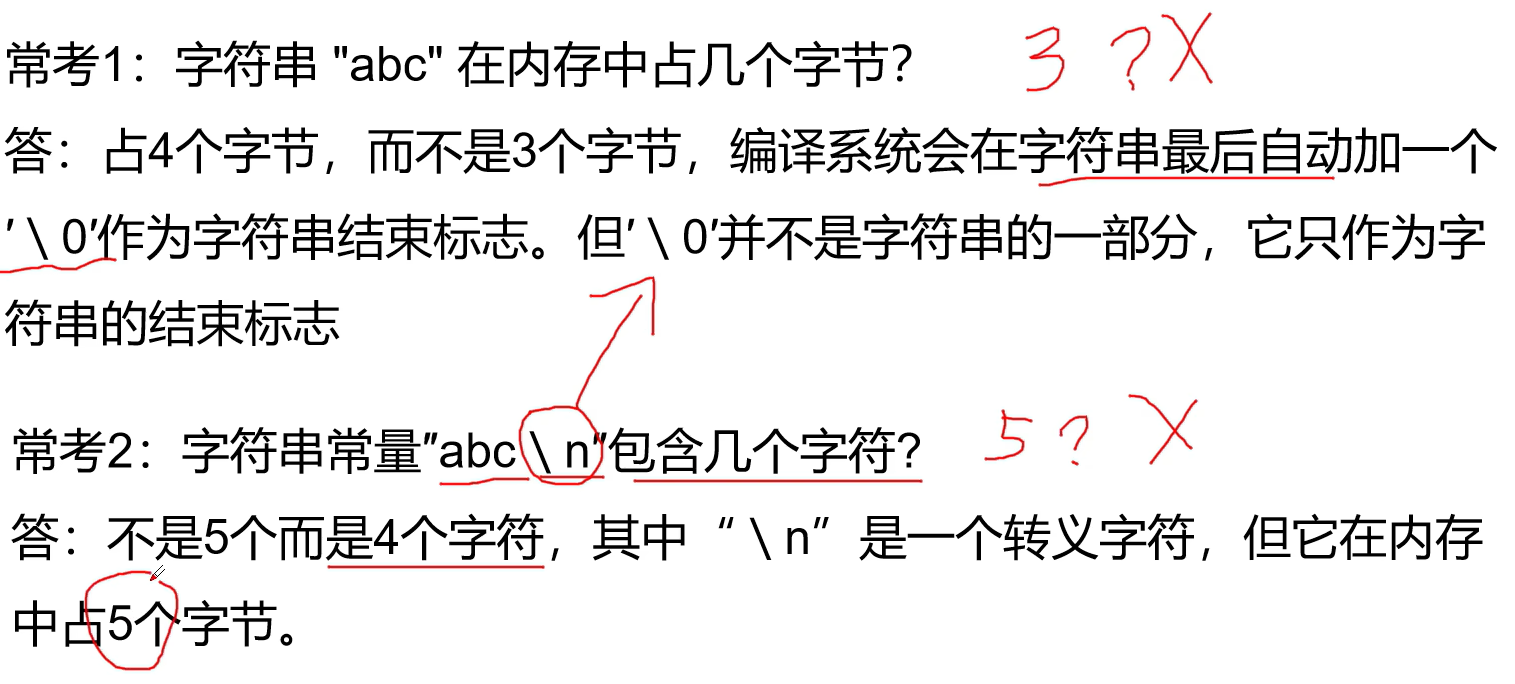 常考1：字符串 "abc" 在内存中占几个字节？ 3 ? X
答：占4个字节，而不是3个字节，编译系统会在字符串最后自动加一个
′ \ 0′作为字符串结束标志。但′ \ 0′并不是字符串的一部分，它只作为字
符串的结束标志
常考2：字符串常量″abc \ n″包含几个字符? 5 ? X
答：不是5个而是4个字符，其中“ \ n”是一个转义字符，但它在内存
中占5个字节。